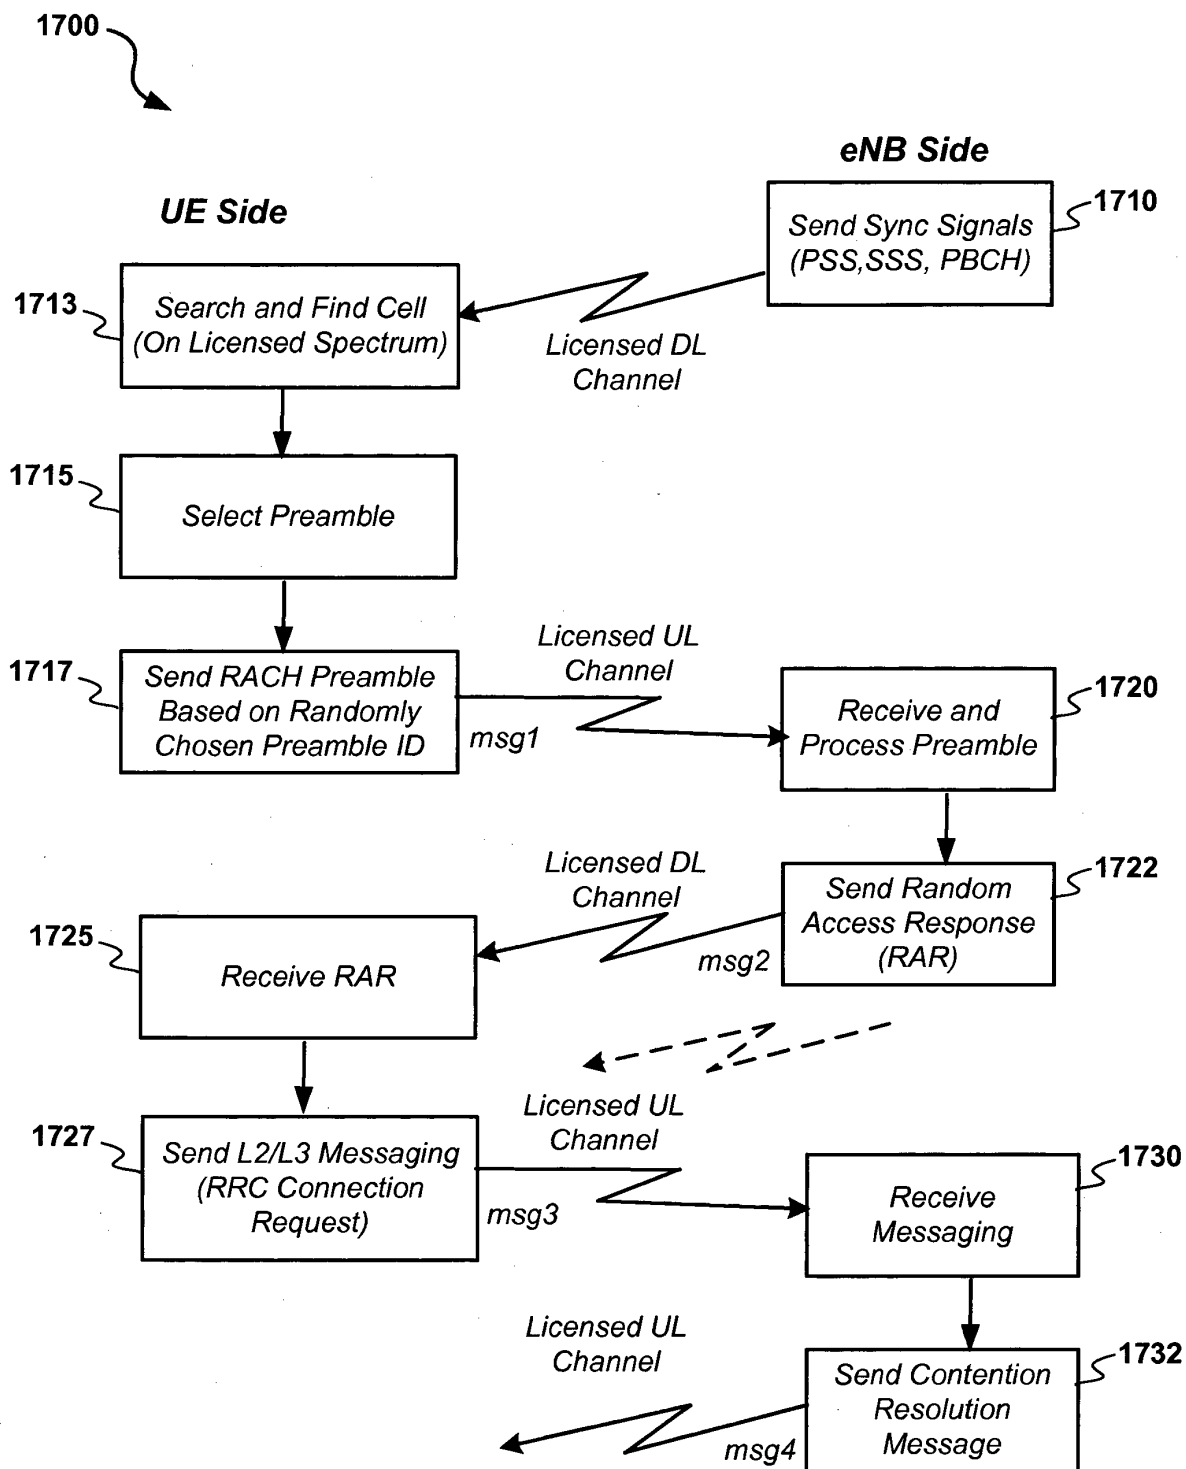 1700
eNB Side
UE Side
1710
Send Sync Signals
(PSS,SSS, PBCH)
1713
Search and Find Cell
(On Licensed Spectrum)
Licensed DL
Channel
1715
Select Preamble
Licensed UL
Channel
1717
Send RACH Preamble
Based on Randomly
Chosen Preamble ID
msg1
1720
Receive and
Process Preamble
Licensed DL
Channel
1722
Send Random
Access Response
(RAR)
msg2
1725
Receive RAR
Licensed UL
Channel
1727
Send L2/L3 Messaging
(RRC Connection
Request)
msg3
1730
Receive
Messaging
Licensed UL
Channel
1732
Send Contention
Resolution
Message
msg4